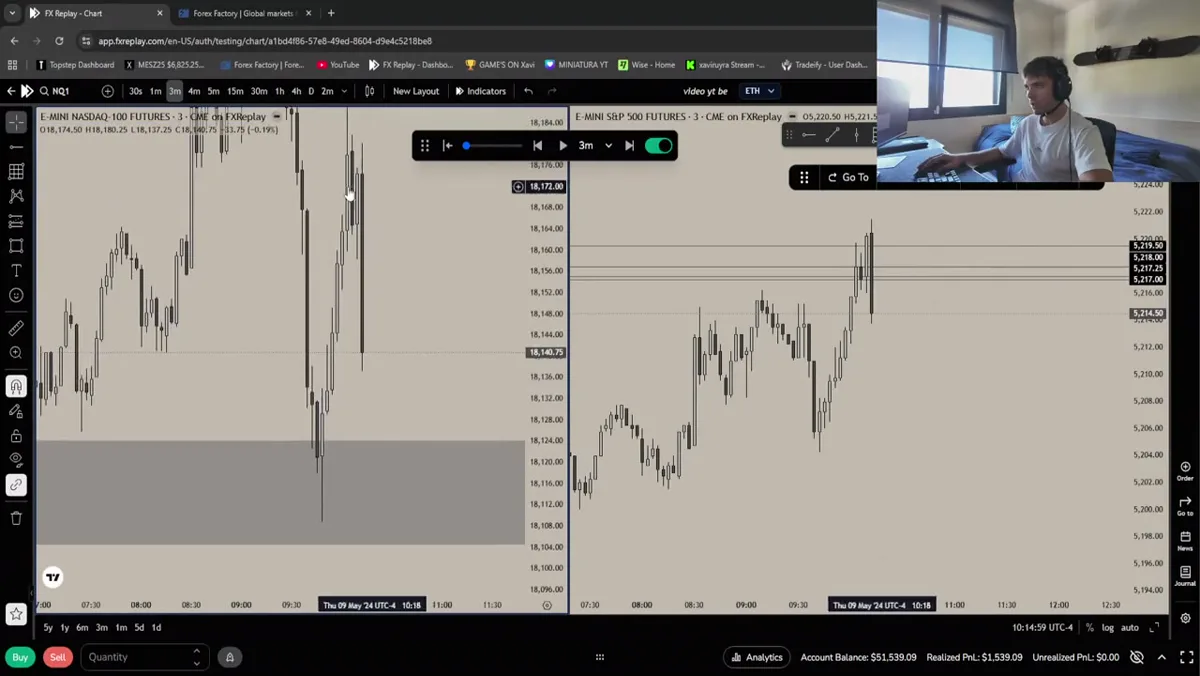 FX Replay - Chart
Forex Factory | Global markets
app.fxreplay.com/en-US/auth/testing/chart/a1bd4f86-57e8-49ed-8604-d9e4c5218be8
Topstep Dashboard
MESZ25 $6,825.25...
Forex Factory | Fore...
YouTube
FX Replay - Dashbo...
GAME'S ON Xavi
MINIATURA YT
Wise - Home
xaviruyra Stream -...
Tradeify - User Dash...
NQ1
30s 1m 3m 4m 5m 15m 30m 1h 4h D 2m
New Layout
Indicators
video yt be
ETH
E-MINI NASDAQ-100 FUTURES · 3 · CME on FXReplay
O18,174.50 H18,180.25 L18,137.25 C18,140.75 -33.75 (-0.19%)
3m
E-MINI S&P 500 FUTURES · 3 · CME on FXReplay
O5,220.50 H5,221.5
Go To
18,184.00
18,176.00
18,172.00
18,168.00
18,164.00
18,160.00
18,156.00
18,152.00
18,148.00
18,144.00
18,140.75
18,136.00
18,132.00
18,128.00
18,124.00
18,120.00
18,116.00
18,112.00
18,108.00
18,104.00
18,100.00
18,096.00
5,224.00
5,222.00
5,220.00
5,219.50
5,218.00
5,217.25
5,217.00
5,216.00
5,214.50
5,212.00
5,210.00
5,208.00
5,206.00
5,204.00
5,202.00
5,200.00
5,198.00
5,196.00
5,194.00
7:00 07:30 08:00 08:30 09:00 09:30 Thu 09 May '24 UTC-4 10:18 11:00 11:30
07:30 08:00 08:30 09:00 09:30 Thu 09 May '24 UTC-4 10:18 11:00 11:30 12:00 12:30
Order
Go to
News
Journal
5y 1y 6m 3m 1m 5d 1d
10:14:59 UTC-4 % log auto
Buy
Sell
Quantity
Analytics
Account Balance: $51,539.09
Realized PnL: $1,539.09
Unrealized PnL: $0.00